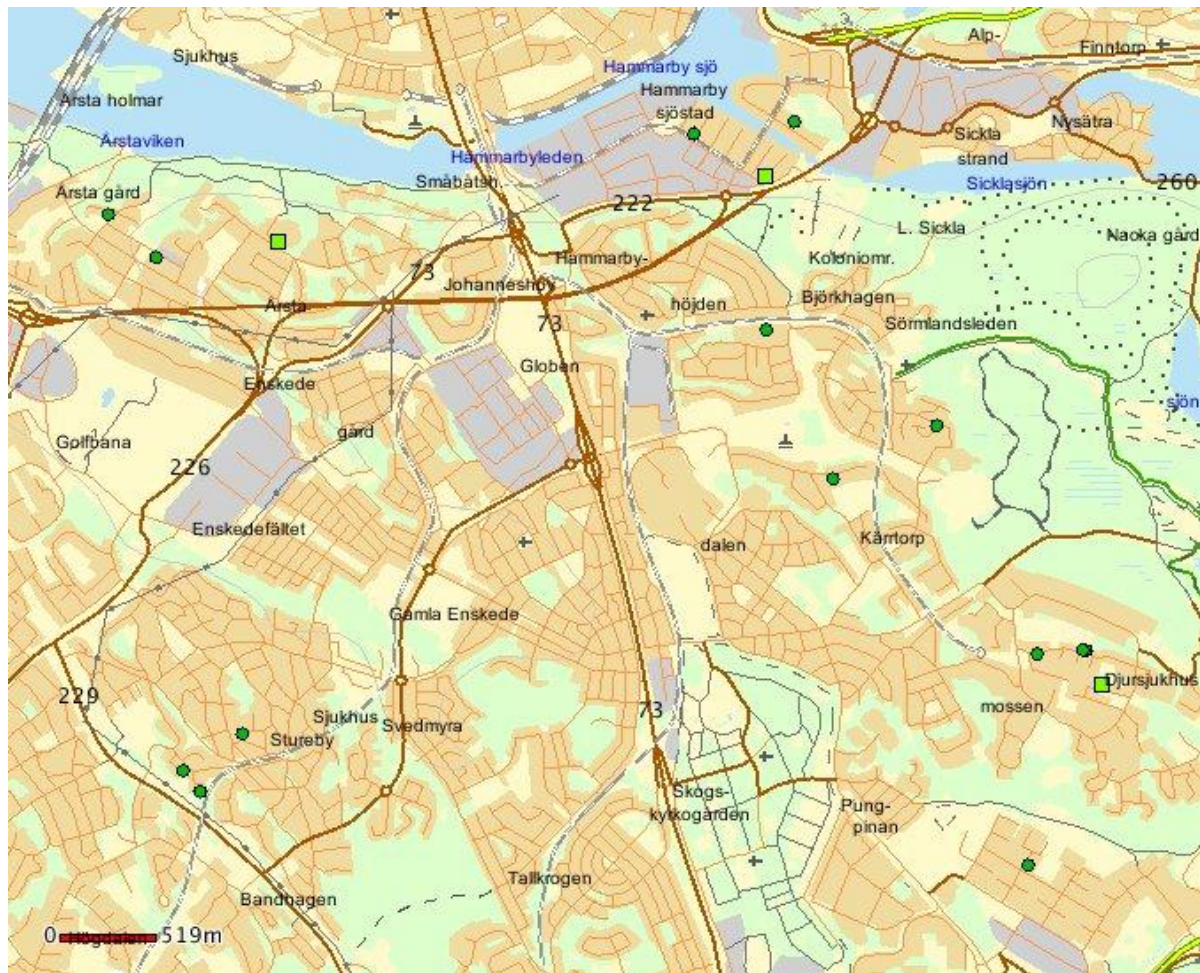 Alp-
Finntorp
Sjukhus
Hammarby sjö
Hammarby
sjöstad
Årsta holmar
Årstaviken
Nysätra
Sickla
strand
Hammarbyleden
Småbåtsh.
Sicklasjön
260
Årsta gård
222
L. Sickla
Naoka gård
Hammarby-
Koloniomr.
73
Johanneshov
Björkhagen
Årsta
höjden
73
Sörmlandsleden
Globen
Enskede
sjön
gård
Golfbana
226
Enskedefältet
dalen
Kärrtorp
Gamla Enskede
229
Djursjukhus
mossen
73
Sjukhus
Svedmyra
Stureby
Skogs-
kyrkogården
Pung-
pinan
Tallkrogen
Bandhagen
0 519m
Högdalen